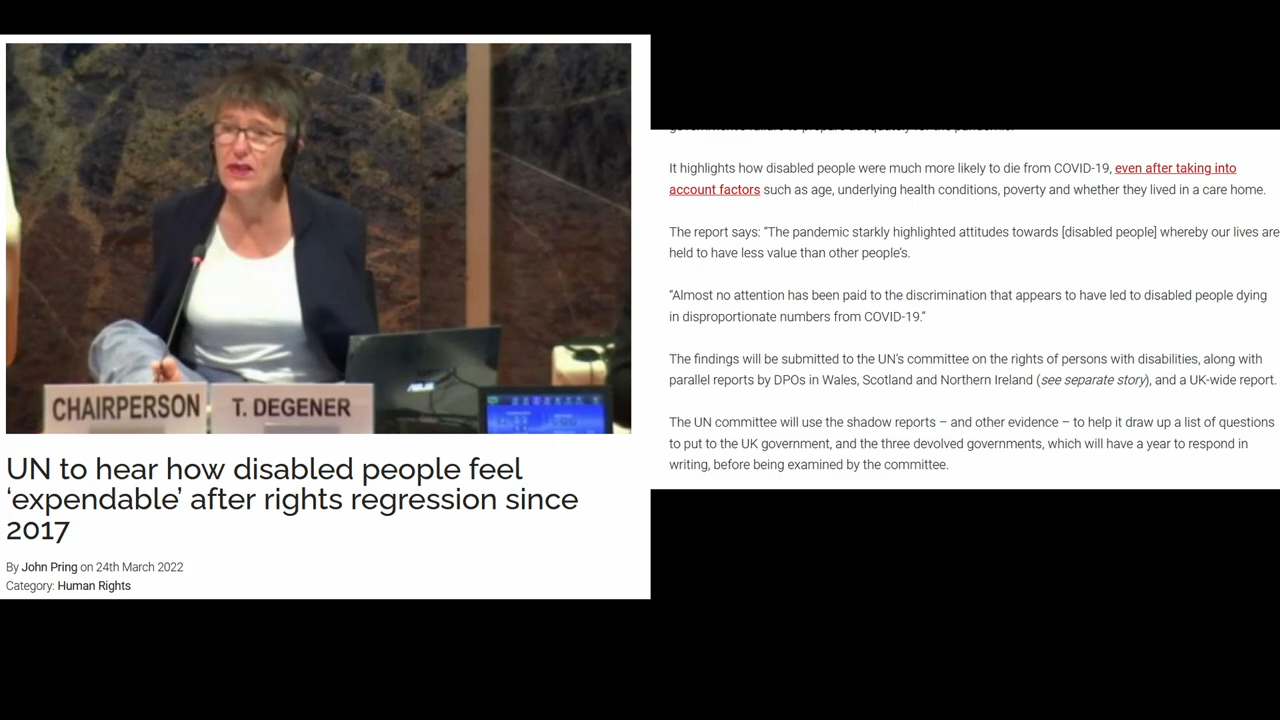 CHAIRPERSON
T. DEGENER
ASUS
UN to hear how disabled people feel
‘expendable’ after rights regression since
2017
By John Pring on 24th March 2022
Category: Human Rights
government's failure to prepare adequately for the pandemic.
It highlights how disabled people were much more likely to die from COVID-19, even after taking into
account factors such as age, underlying health conditions, poverty and whether they lived in a care home.
The report says: “The pandemic starkly highlighted attitudes towards [disabled people] whereby our lives are
held to have less value than other people’s.
“Almost no attention has been paid to the discrimination that appears to have led to disabled people dying
in disproportionate numbers from COVID-19.”
The findings will be submitted to the UN’s committee on the rights of persons with disabilities, along with
parallel reports by DPOs in Wales, Scotland and Northern Ireland (see separate story), and a UK-wide report.
The UN committee will use the shadow reports – and other evidence – to help it draw up a list of questions
to put to the UK government, and the three devolved governments, which will have a year to respond in
writing, before being examined by the committee.